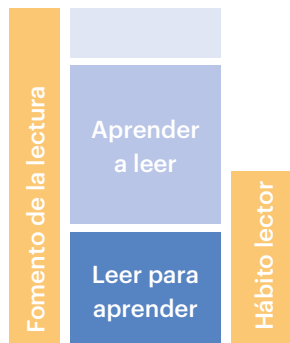 Fomento de la lectura
Aprender
a leer
Leer para
aprender
Hábito lector